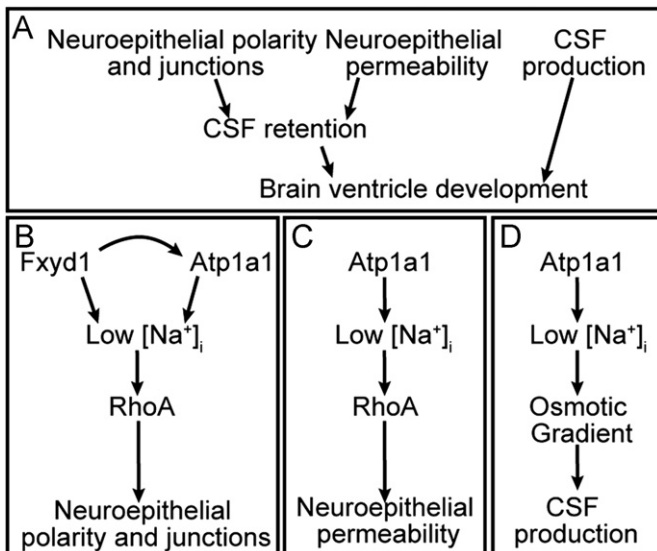 A
Neuroepithelial polarity
and junctions
Neuroepithelial
permeability
CSF
production
CSF retention
Brain ventricle development
B
Fxyd1
Atp1a1
Low [Na⁺]ᵢ
RhoA
Neuroepithelial
polarity and junctions
C
Atp1a1
Low [Na⁺]ᵢ
RhoA
Neuroepithelial
permeability
D
Atp1a1
Low [Na⁺]ᵢ
Osmotic
Gradient
CSF
production